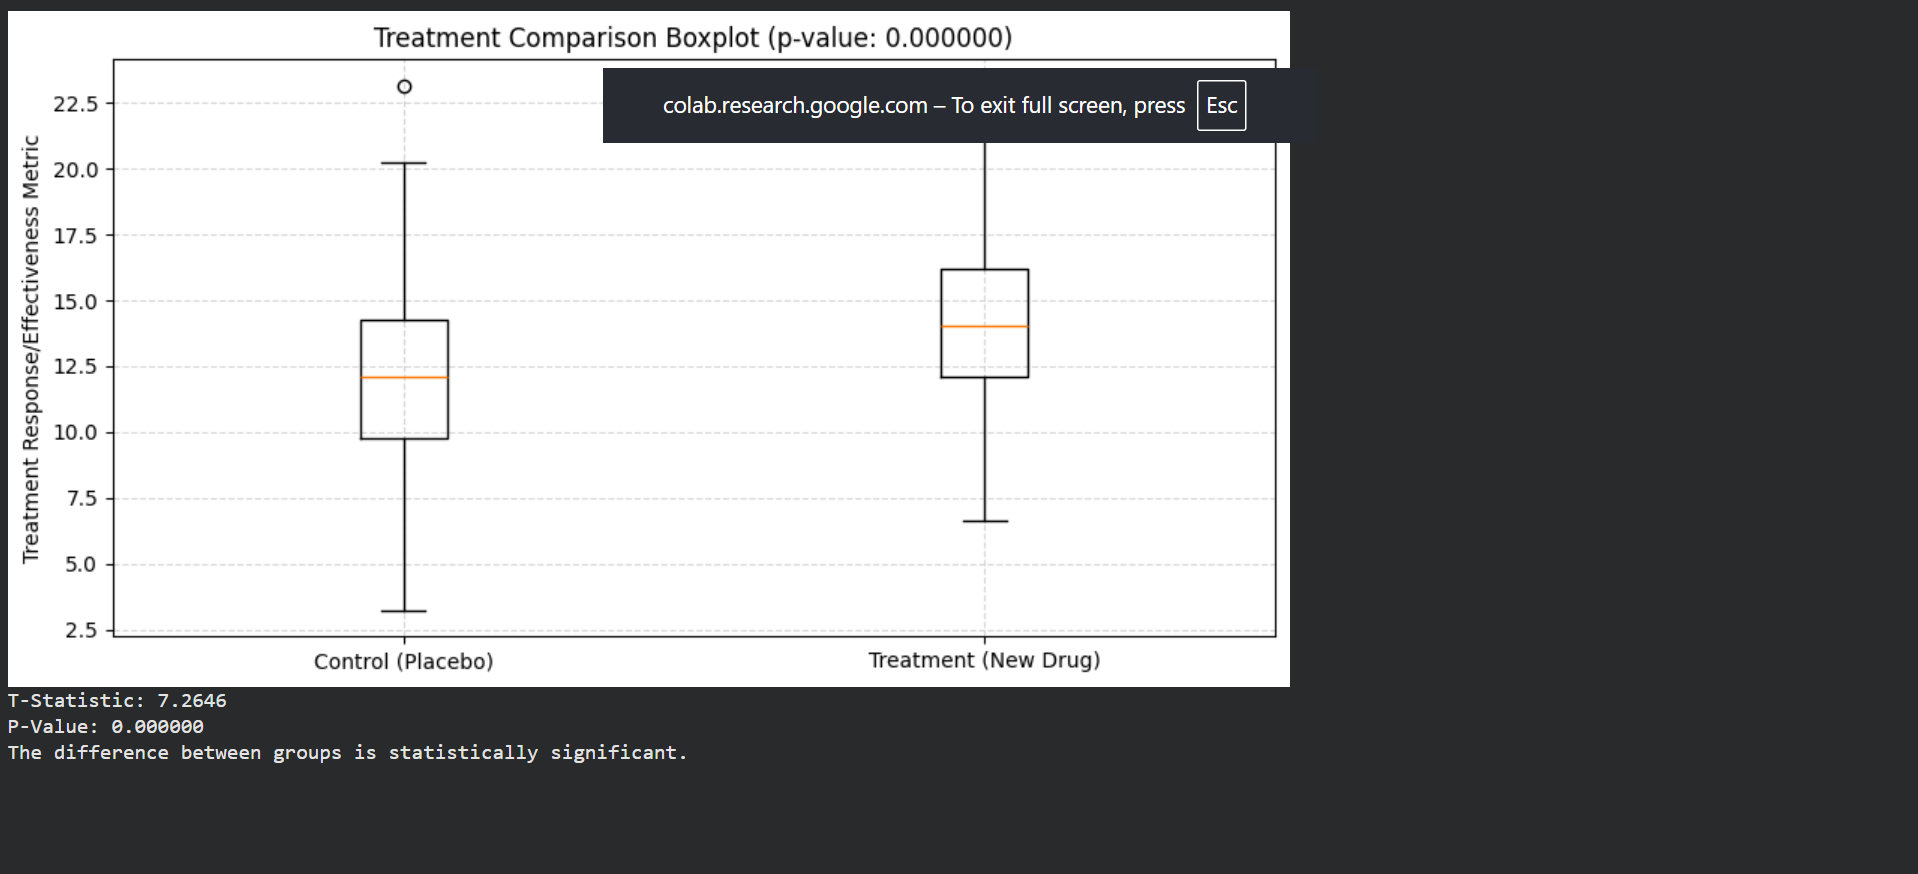 Treatment Comparison Boxplot (p-value: 0.000000)
colab.research.google.com – To exit full screen, press Esc
Treatment Response/Effectiveness Metric
22.5
20.0
17.5
15.0
12.5
10.0
7.5
5.0
2.5
Control (Placebo)
Treatment (New Drug)
T-Statistic: 7.2646
P-Value: 0.000000
The difference between groups is statistically significant.